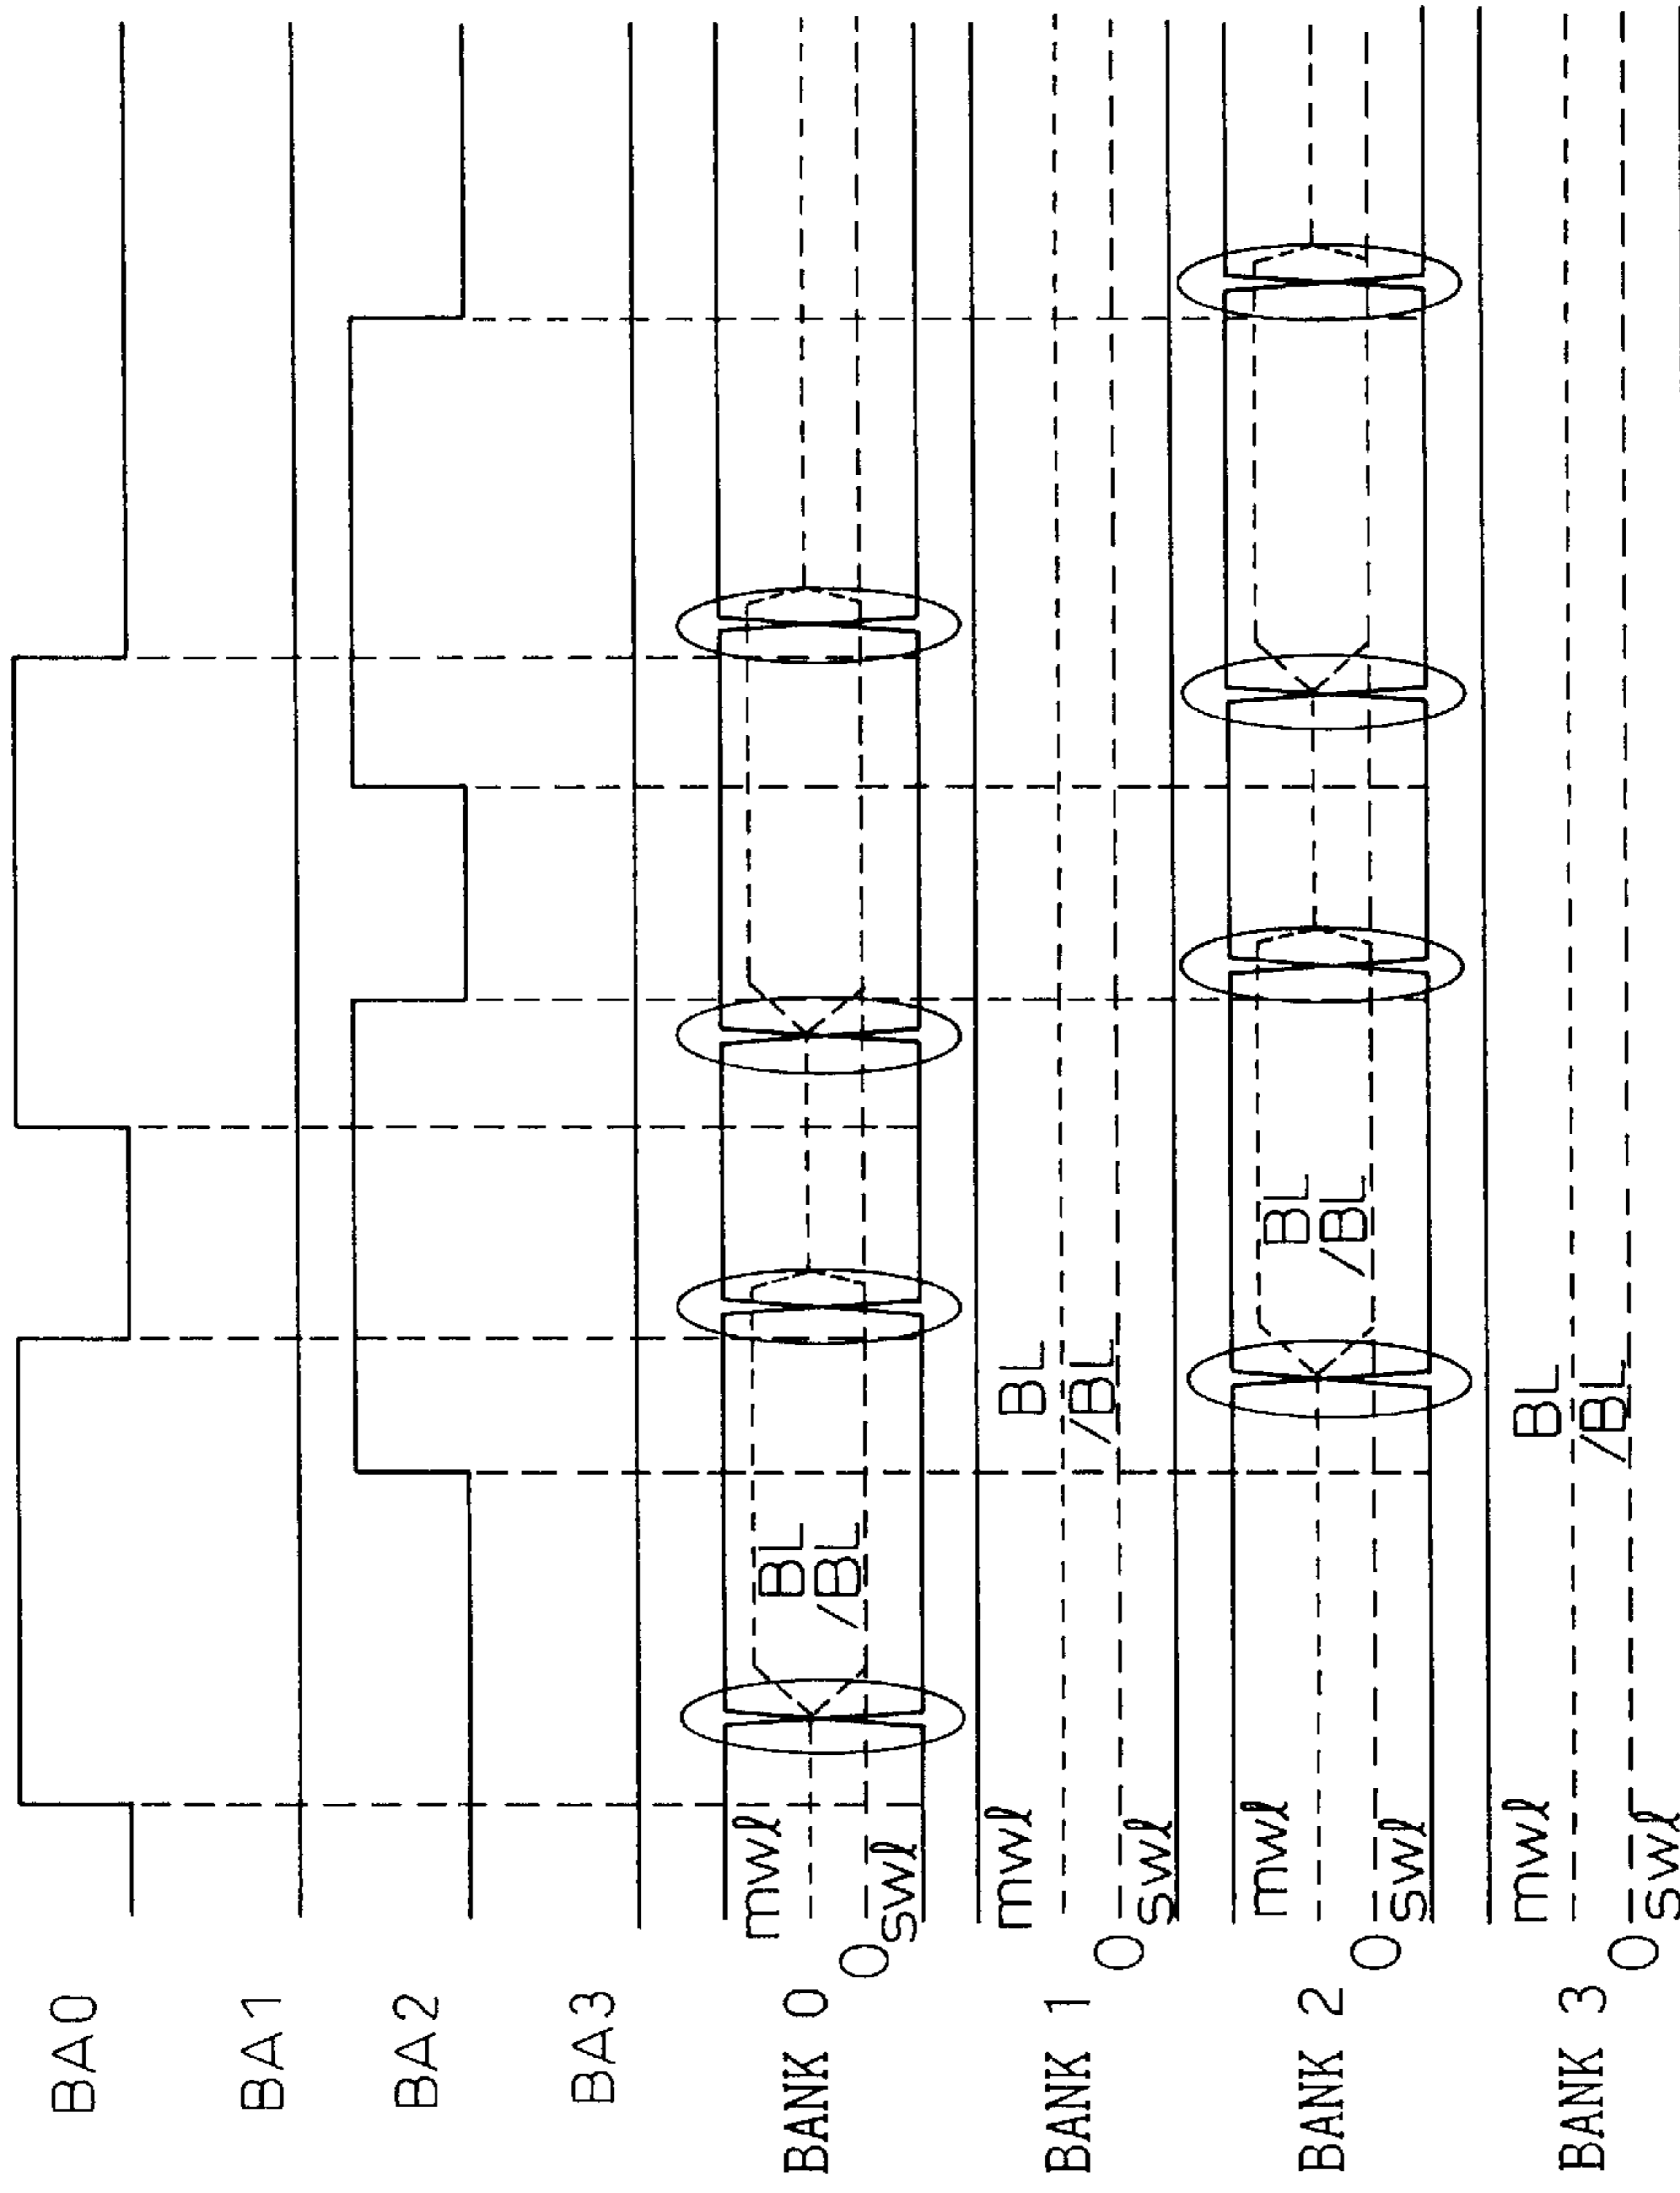 BA0
BA1
BA2
BA3
BANK 0
mwℓ
BL
/BL
0
swℓ
BANK 1
mwℓ
BL
/BL
0
swℓ
BANK 2
mwℓ
BL
/BL
0
swℓ
BANK 3
mwℓ
BL
/BL
0
swℓ